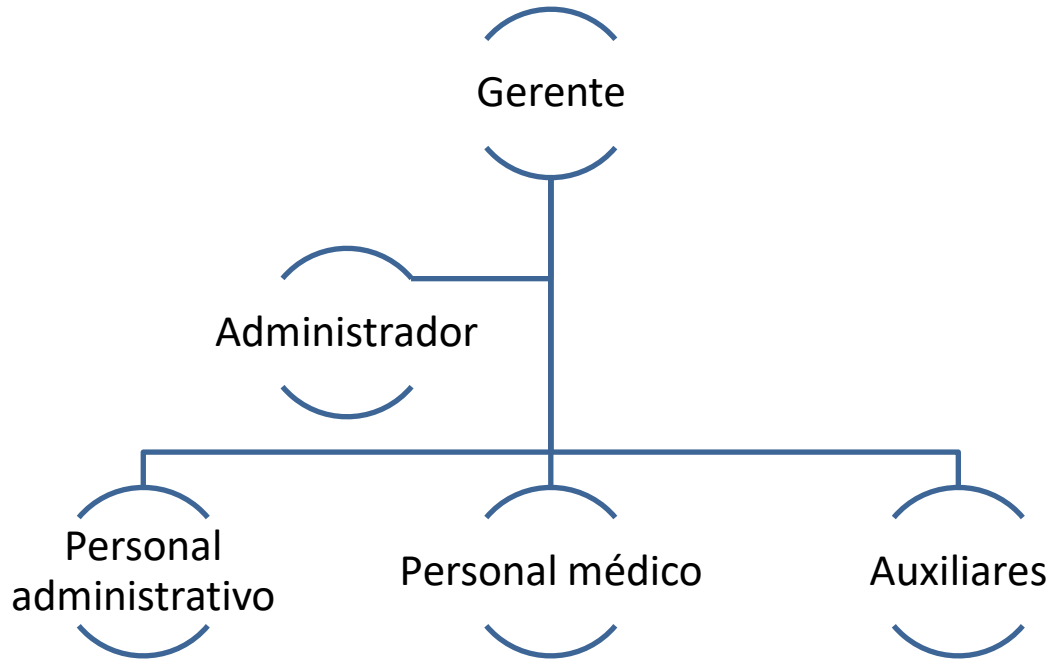 Gerente
Administrador
Personal
administrativo
Personal médico
Auxiliares